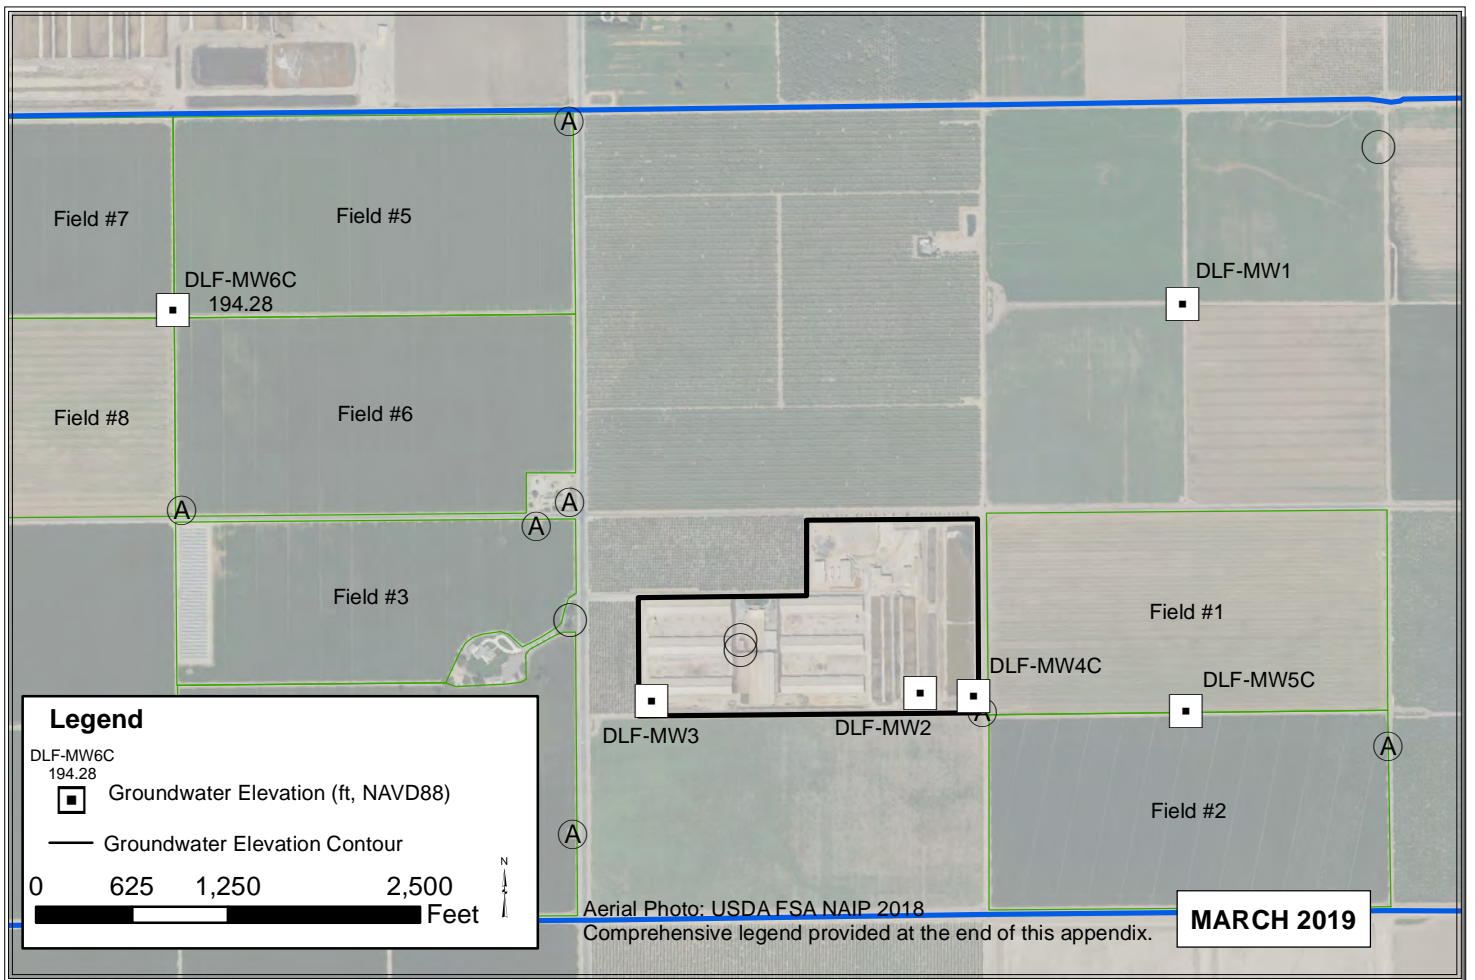 A
Field #7
Field #5
DLF-MW6C
194.28
DLF-MW1
Field #8
Field #6
A
A
A
Field #3
Field #1
DLF-MW4C
DLF-MW5C
A
DLF-MW3
DLF-MW2
A
Field #2
A
Legend
DLF-MW6C
194.28
Groundwater Elevation (ft, NAVD88)
Groundwater Elevation Contour
N
0 625 1,250 2,500
Feet
Aerial Photo: USDA FSA NAIP 2018
Comprehensive legend provided at the end of this appendix.
MARCH 2019